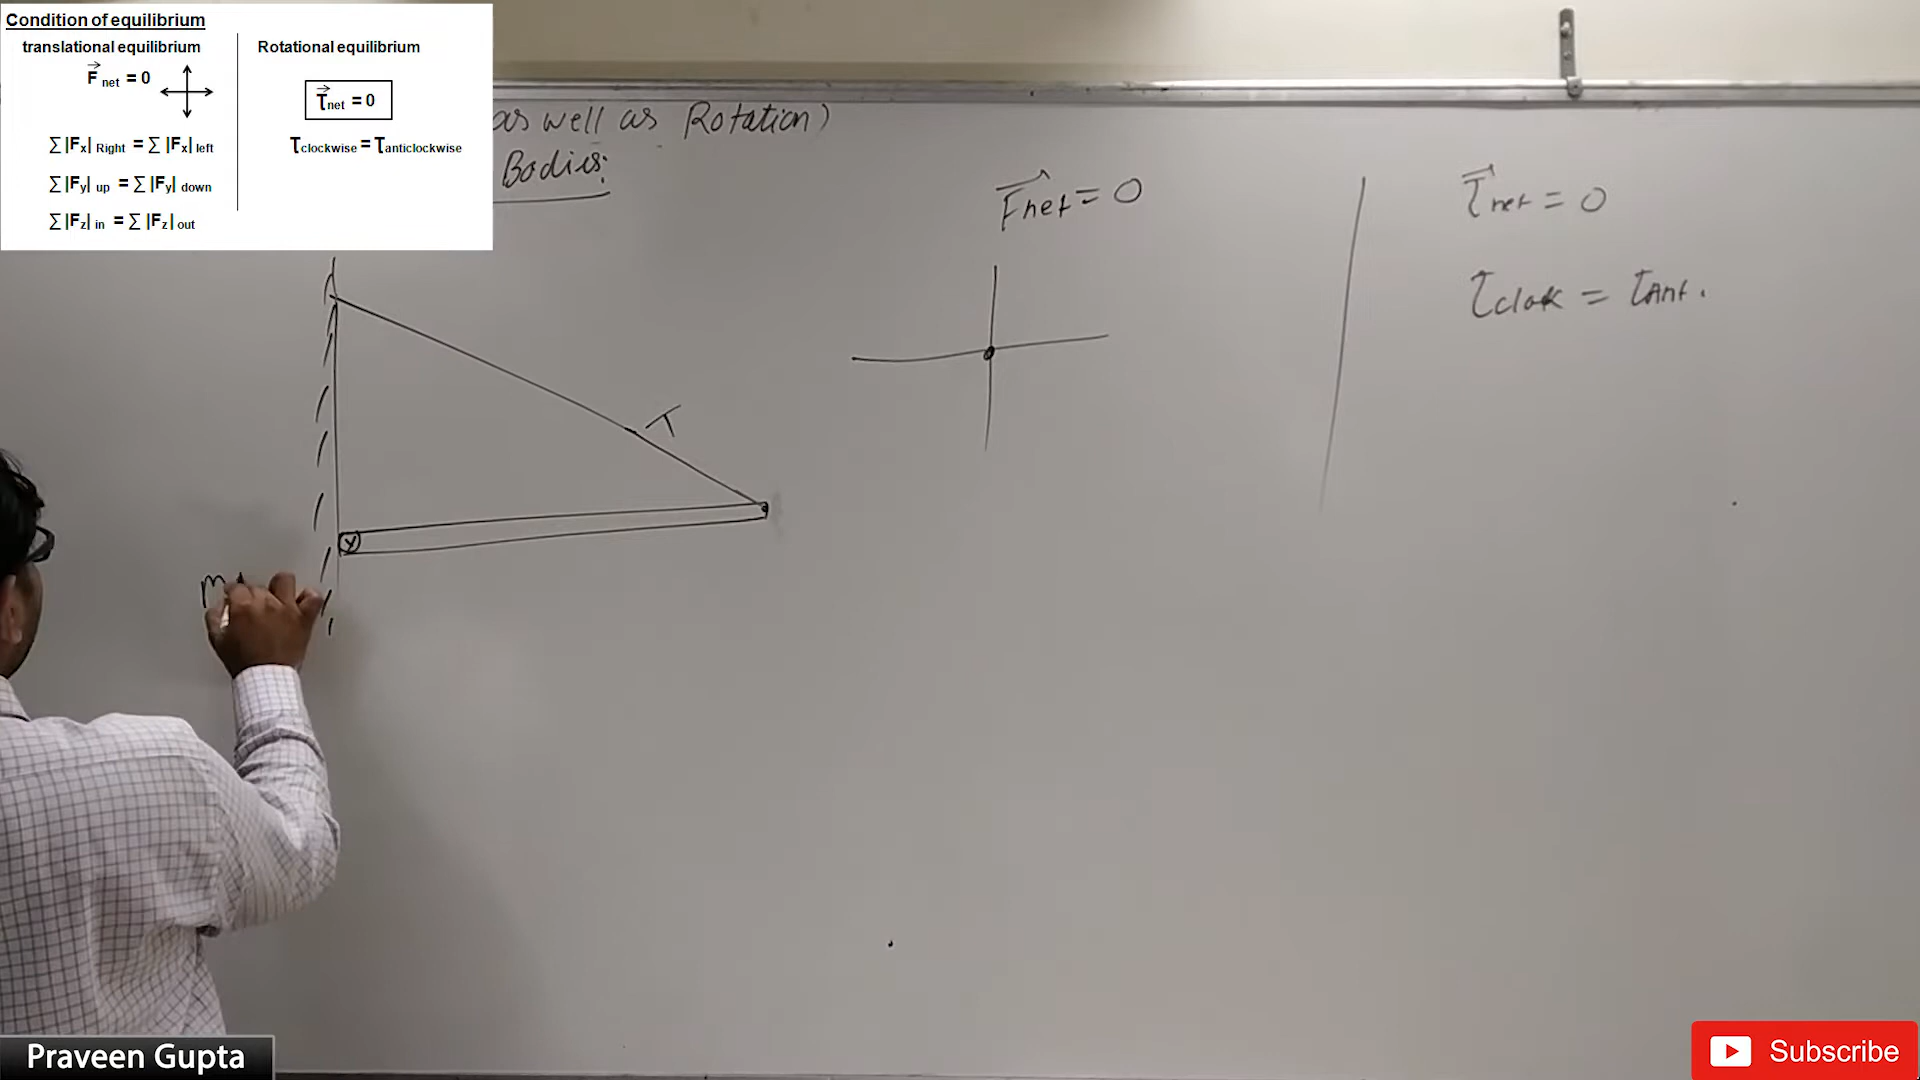 Condition of equilibrium
translational equilibrium
F net = 0
∑|Fx| Right = ∑|Fx| left
∑|Fy| up = ∑|Fy| down
∑|Fz| in = ∑|Fz| out
Rotational equilibrium
τnet = 0
τclockwise = τanticlockwise
as well as Rotation)
Bodies:
Fnet = 0
τnet = 0
τclok = τAnt.
T
m
Praveen Gupta
Subscribe